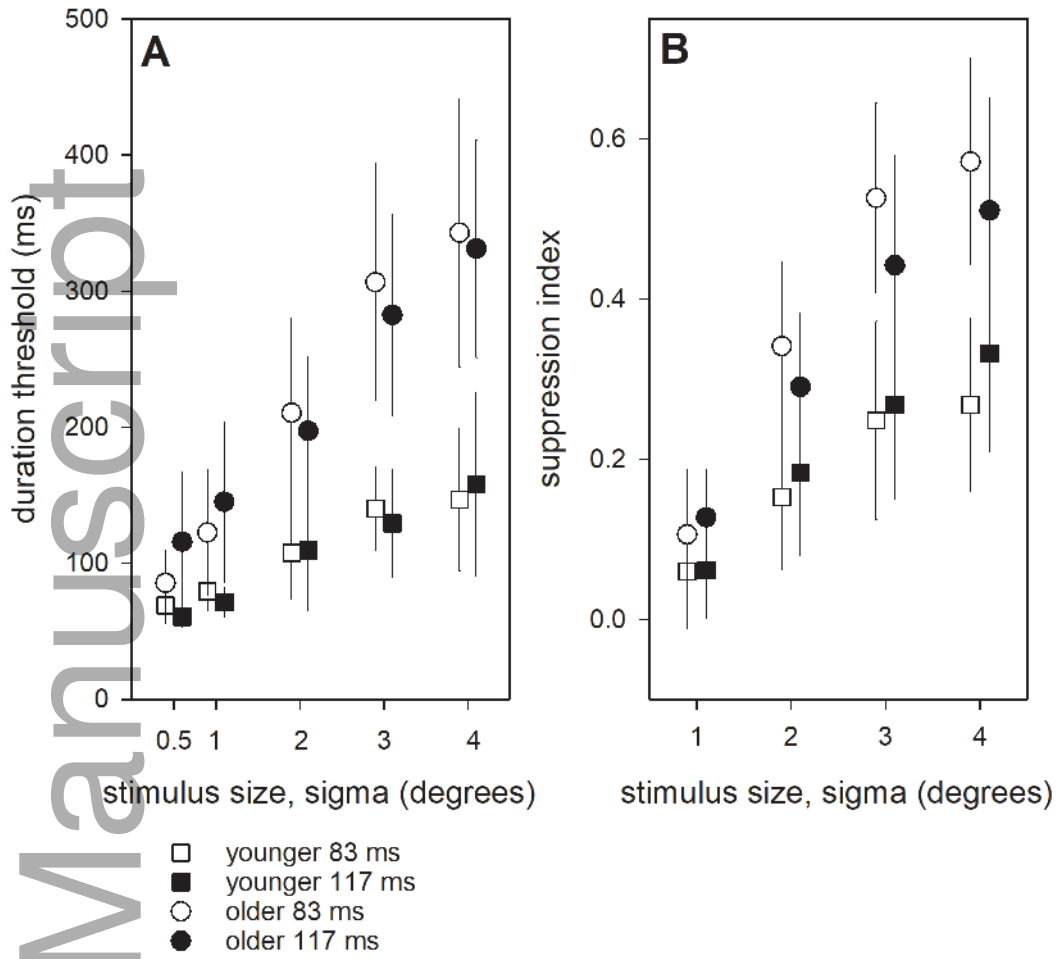 Manuscript
A
500
400
300
200
100
0
duration threshold (ms)
0.5 1 2 3 4
stimulus size, sigma (degrees)
B
0.6
0.4
0.2
0.0
suppression index
1 2 3 4
stimulus size, sigma (degrees)
younger 83 ms
younger 117 ms
older 83 ms
older 117 ms